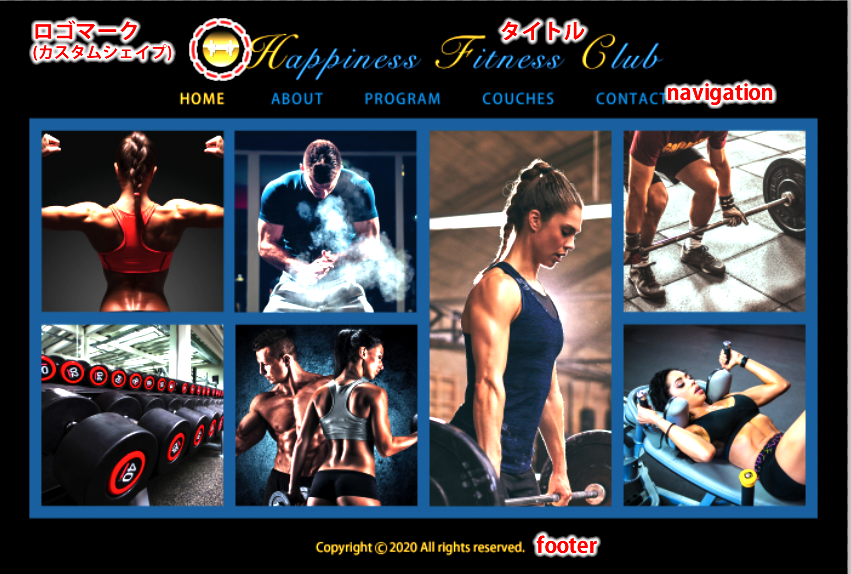 ロゴマーク
(カスタムシェイプ)
タイトル
Happiness Fitness Club
HOME ABOUT PROGRAM COUCHES CONTACT
navigation
40
Copyright © 2020 All rights reserved.
footer